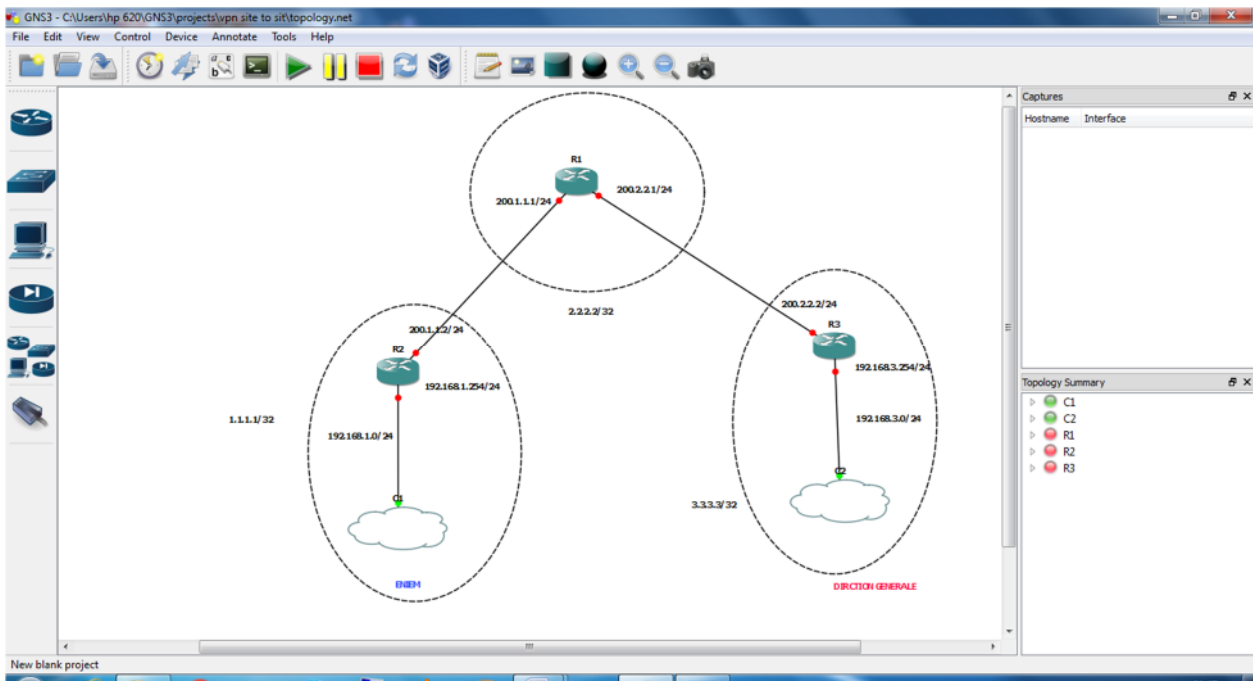 GNS3 - C:\Users\hp 620\GNS3\projects\vpn site to sit\topology.net
File Edit View Control Device Annotate Tools Help
Captures
Hostname Interface
R1
200.1.1.1/24
200.2.2.1/24
2.2.2.2/32
200.2.2.2/24
R3
200.1.1.2/24
R2
192.168.3.254/24
192.168.1.254/24
Topology Summary
C1
C2
R1
R2
R3
1.1.1.1/32
192.168.3.0/24
192.168.1.0/24
C2
C1
3.3.3.3/32
ENIEM
DIRCTION GENERALE
New blank project